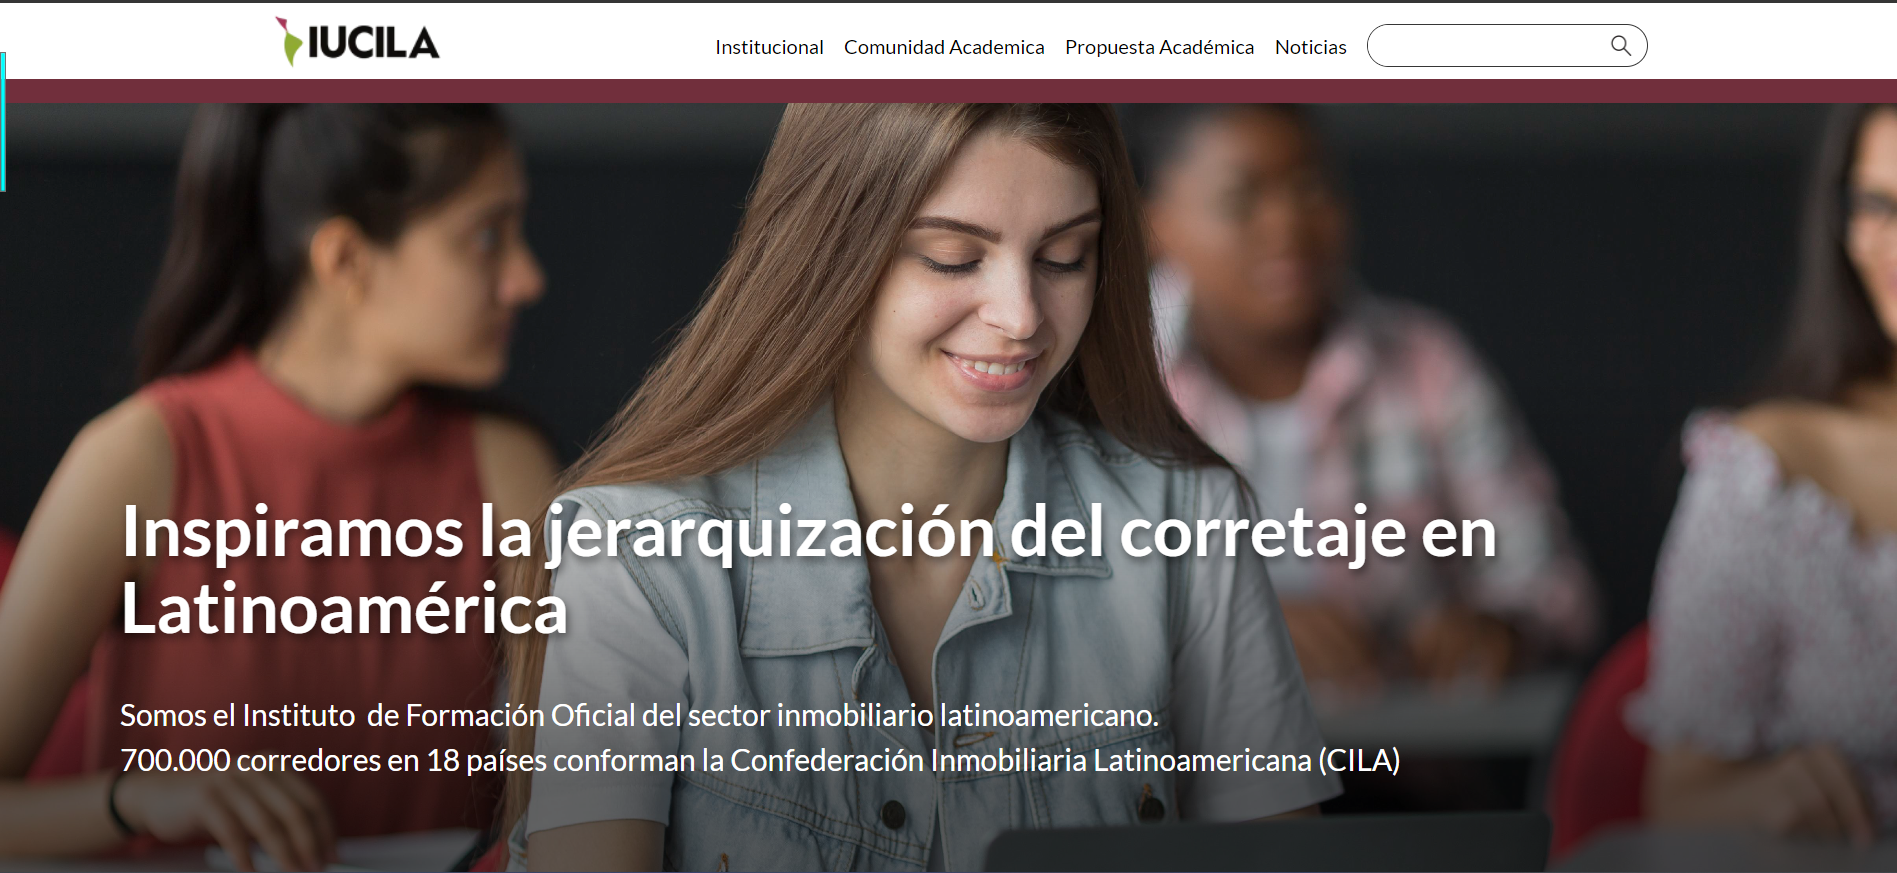 IUCILA
Institucional
Comunidad Academica
Propuesta Académica
Noticias
Inspiramos la jerarquización del corretaje en
Latinoamérica
Somos el Instituto  de Formación Oficial del sector inmobiliario latinoamericano.
700.000 corredores en 18 países conforman la Confederación Inmobiliaria Latinoamericana (CILA)